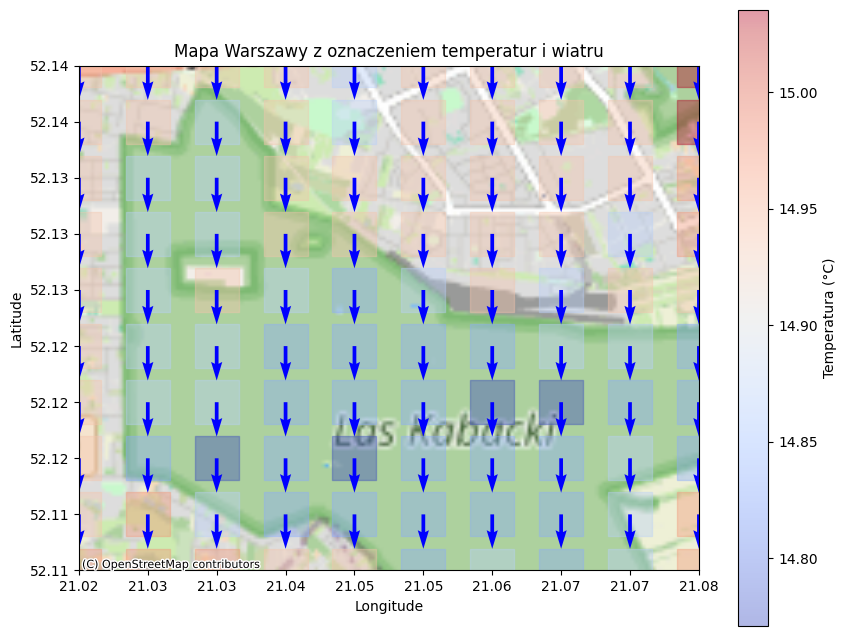 Mapa Warszawy z oznaczeniem temperatur i wiatru
52.14
52.14
52.13
52.13
52.13
52.12
52.12
52.12
52.11
52.11
Latitude
Las Kabacki
(C) OpenStreetMap contributors
21.02 21.03 21.03 21.04 21.05 21.05 21.06 21.07 21.07 21.08
Longitude
15.00
14.95
14.90
14.85
14.80
Temperatura (°C)